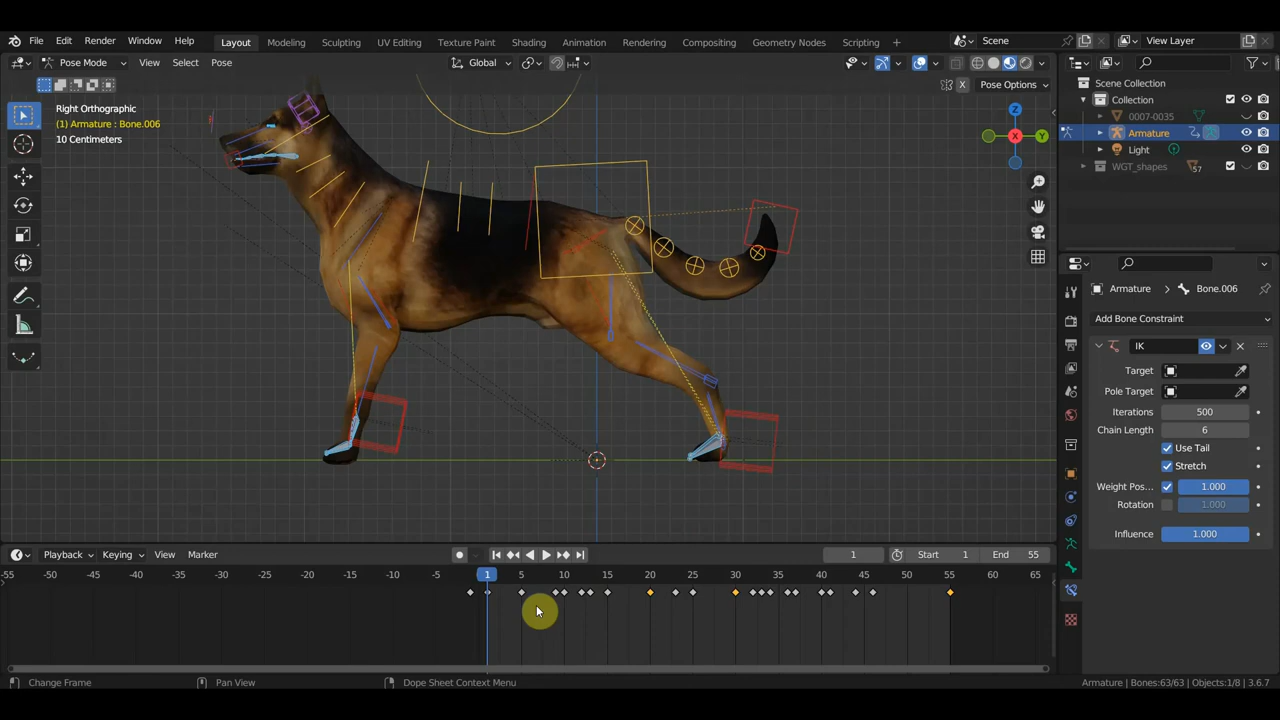 File Edit Render Window Help Layout Modeling Sculpting UV Editing Texture Paint Shading Animation Rendering Compositing Geometry Nodes Scripting + Scene View Layer
Pose Mode View Select Pose Global
X Pose Options
Right Orthographic
(1) Armature : Bone.006
10 Centimeters
Z
X
Y
Scene Collection
Collection
0007-0035
Armature
Light
WGT_shapes 57
Armature > Bone.006
Add Bone Constraint
IK
Target
Pole Target
Iterations 500
Chain Length 6
Use Tail
Stretch
Weight Pos... 1.000
Rotation 1.000
Influence 1.000
Playback Keying View Marker 1 Start 1 End 55
-55 -50 -45 -40 -35 -30 -25 -20 -15 -10 -5 1 5 10 15 20 25 30 35 40 45 50 55 60 65
Change Frame Pan View Dope Sheet Context Menu Armature | Bones:63/63 | Objects:1/8 | 3.6.7